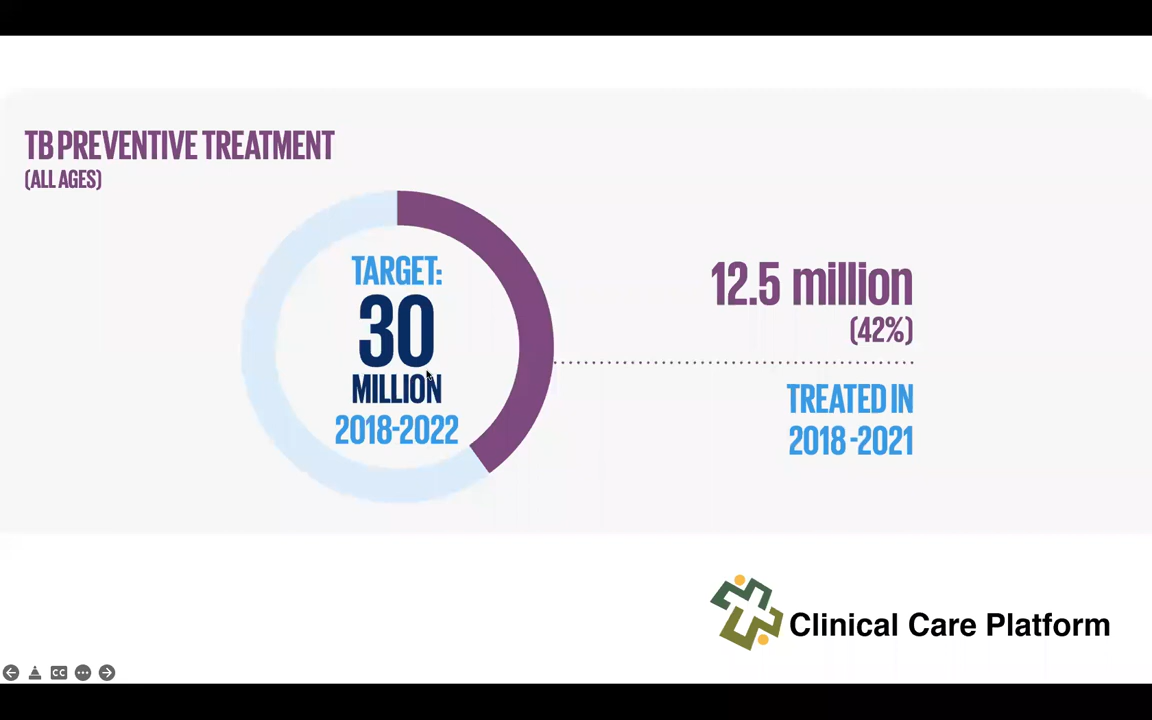 TB PREVENTIVE TREATMENT
(ALL AGES)
TARGET:
30
MILLION
2018-2022
12.5 million
(42%)
TREATED IN
2018 -2021
Clinical Care Platform
CC